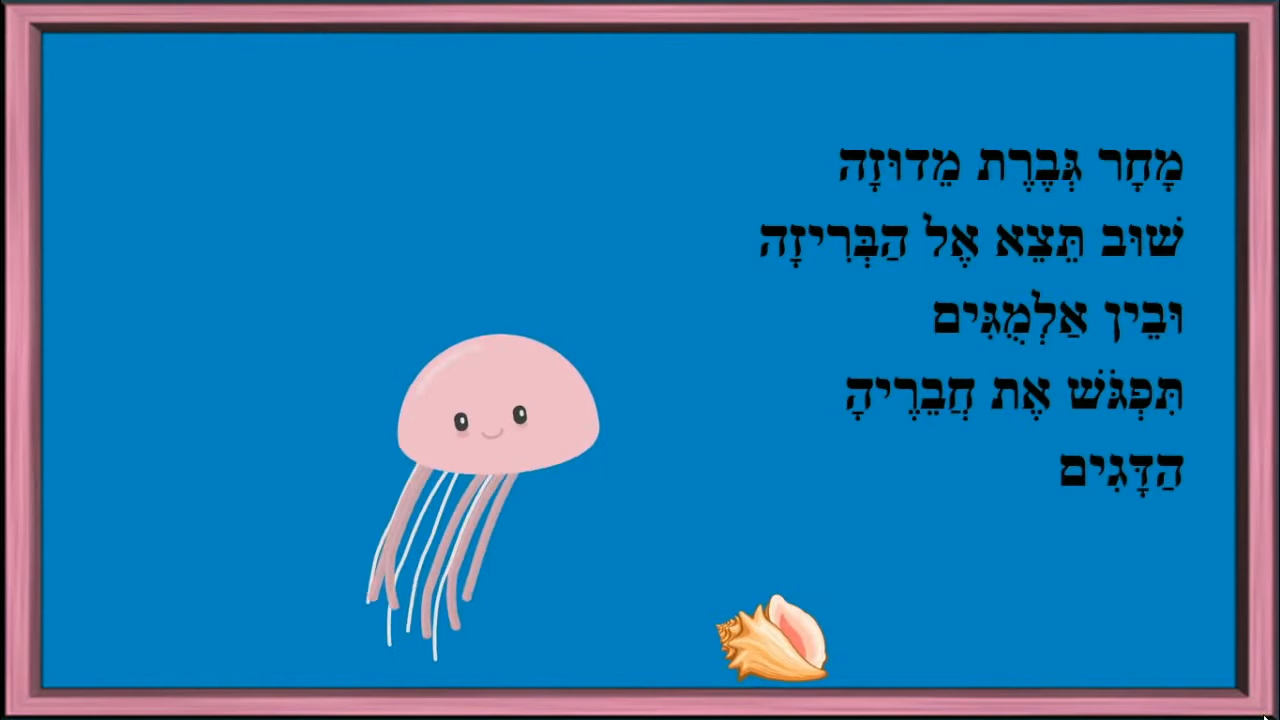 מָחָר גְּבֶרֶת מֵדוּזָה
שׁוּב תֵּצֵא אֶל הַבְּרִיזָה
וּבֵין אַלְמֻגִּים
תִּפְגֹּשׁ אֶת חֲבֵרֶיהָ
הַדָּגִים